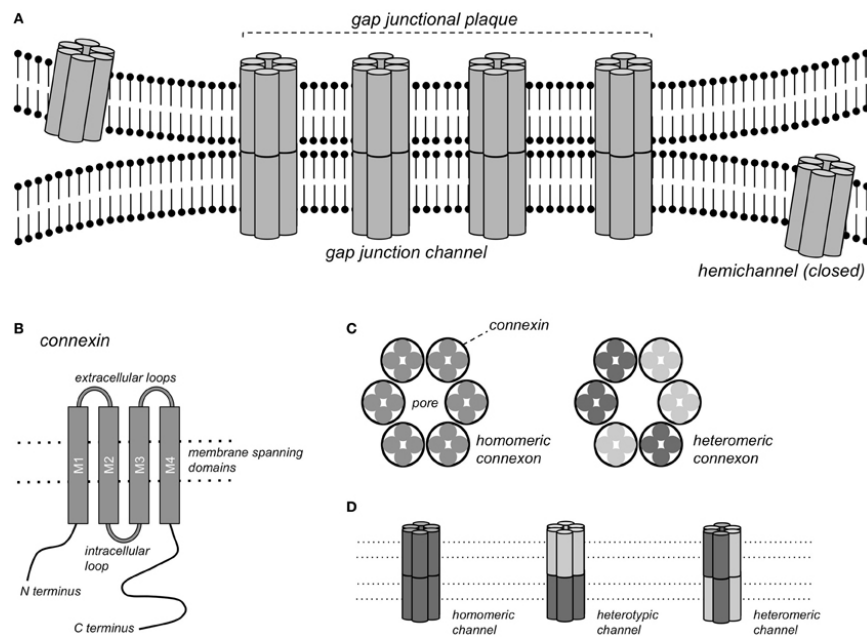 A
gap junctional plaque
gap junction channel
hemichannel (closed)
B
connexin
extracellular loops
M1
M2
M3
M4
membrane spanning
domains
intracellular
loop
N terminus
C terminus
C
connexin
pore
homomeric
connexon
heteromeric
connexon
D
homomeric
channel
heterotypic
channel
heteromeric
channel